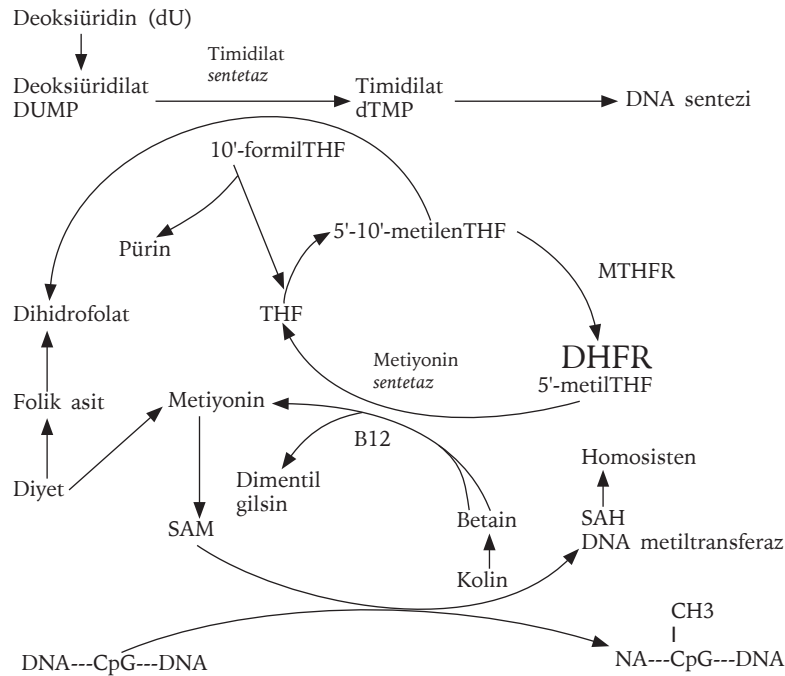 Deoksiüridin (dU)
Timidilat
sentetaz
Deoksiüridilat
DUMP
Timidilat
dTMP
DNA sentezi
10'-formilTHF
Pürin
5'-10'-metilenTHF
MTHFR
Dihidrofolat
THF
DHFR
5'-metilTHF
Metiyonin
sentetaz
Folik asit
Metiyonin
B12
Diyet
Dimentil
gilsin
Homosisten
SAM
Betain
SAH
DNA metiltransferaz
Kolin
CH3
DNA---CpG---DNA
NA---CpG---DNA